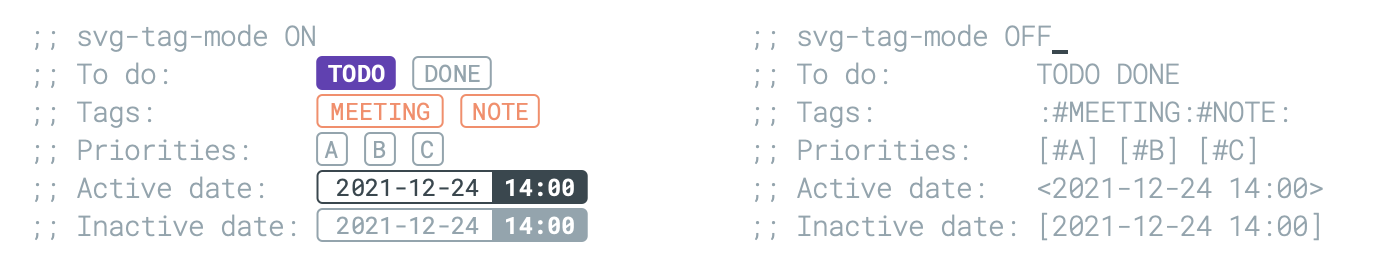 ;; svg-tag-mode ON
;; To do: TODO DONE
;; Tags: MEETING NOTE
;; Priorities: A B C
;; Active date: 2021-12-24 14:00
;; Inactive date: 2021-12-24 14:00
;; svg-tag-mode OFF_
;; To do: TODO DONE
;; Tags: :#MEETING:#NOTE:
;; Priorities: [#A] [#B] [#C]
;; Active date: <2021-12-24 14:00>
;; Inactive date: [2021-12-24 14:00]